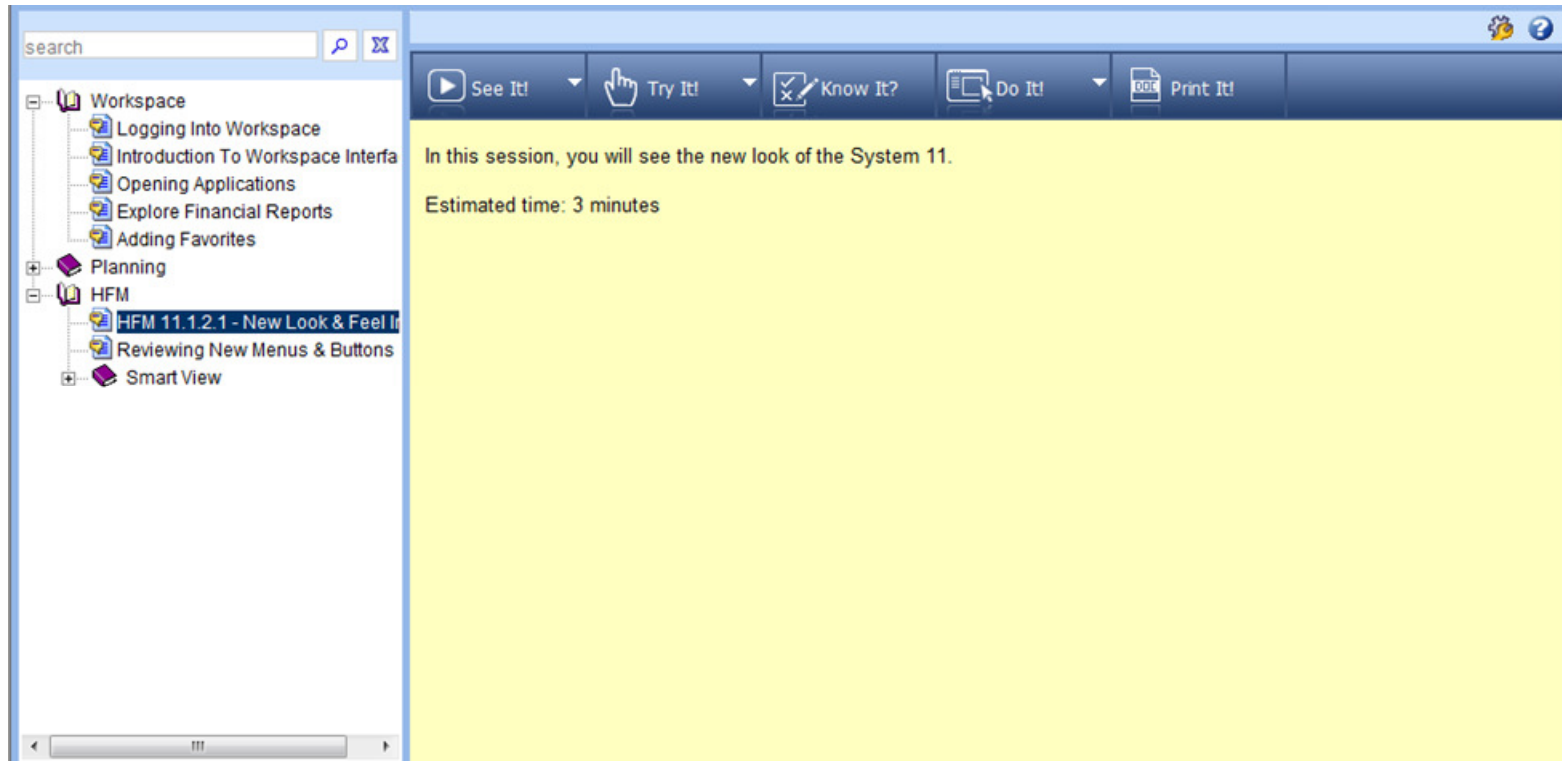 search
Workspace
Logging Into Workspace
Introduction To Workspace Interfa
Opening Applications
Explore Financial Reports
Adding Favorites
Planning
HFM
HFM 11.1.2.1 - New Look & Feel In
Reviewing New Menus & Buttons
Smart View
See It!
Try It!
Know It?
Do It!
DOC
Print It!
In this session, you will see the new look of the System 11.
Estimated time: 3 minutes